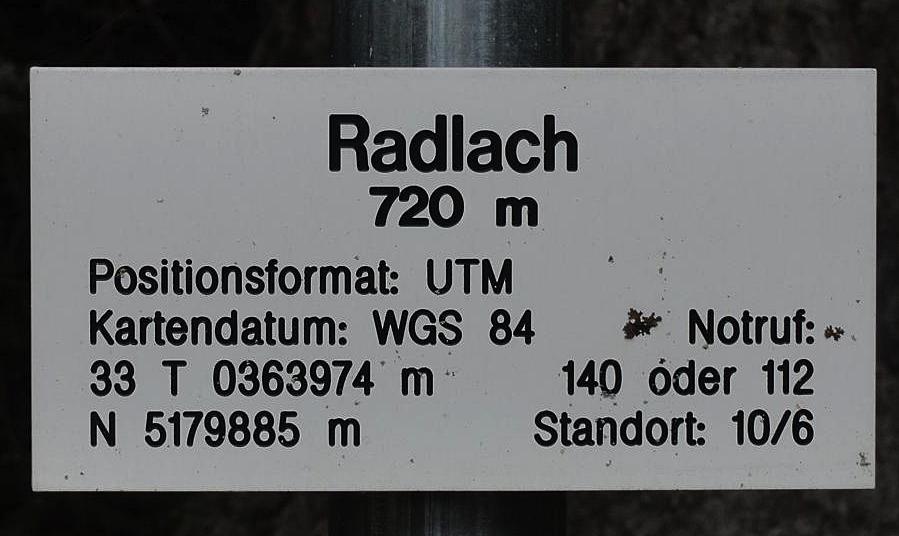 Radlach
720 m
Positionsformat: UTM
Kartendatum: WGS 84 Notruf:
33 T 0363974 m 140 oder 112
N 5179885 m Standort: 10/6